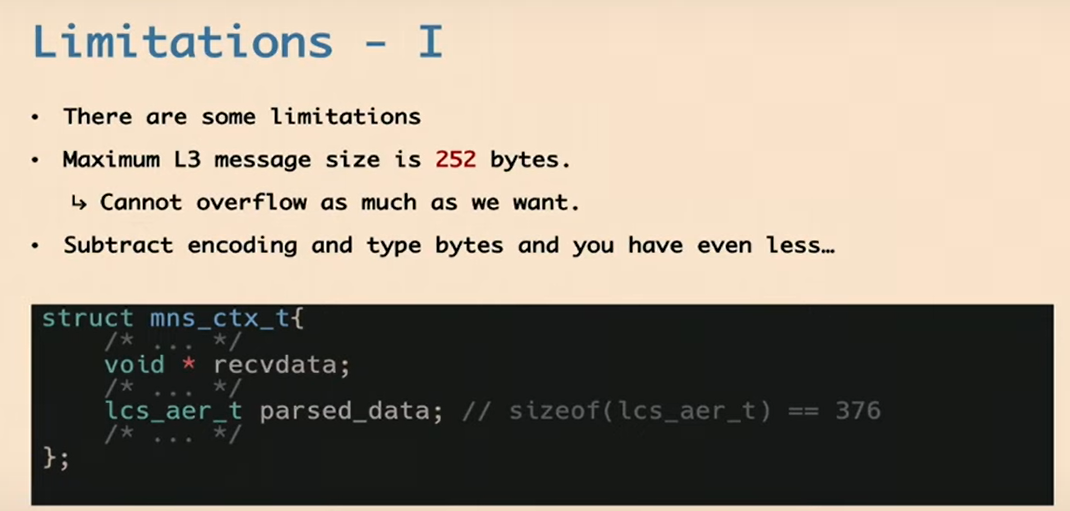 Limitations - I
• There are some limitations
• Maximum L3 message size is 252 bytes.
↳ Cannot overflow as much as we want.
• Subtract encoding and type bytes and you have even less…
struct mns_ctx_t{
/* ... */
void * recvdata;
/* ... */
lcs_aer_t parsed_data; // sizeof(lcs_aer_t) == 376
/* ... */
};